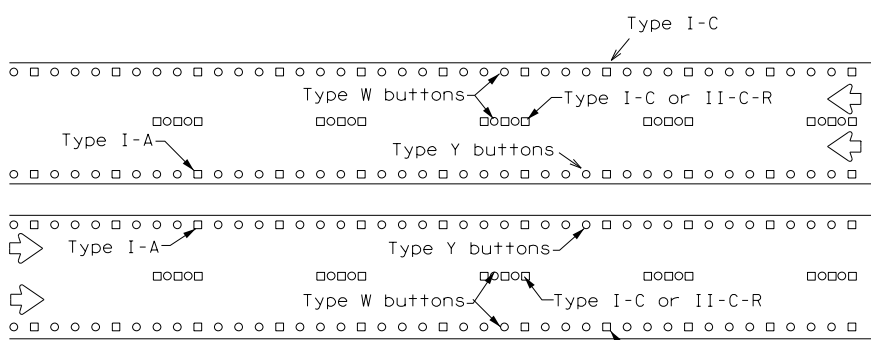 Type I-C
Type W buttons
Type I-C or II-C-R
Type I-A
Type Y buttons
Type I-A
Type Y buttons
Type W buttons
Type I-C or II-C-R